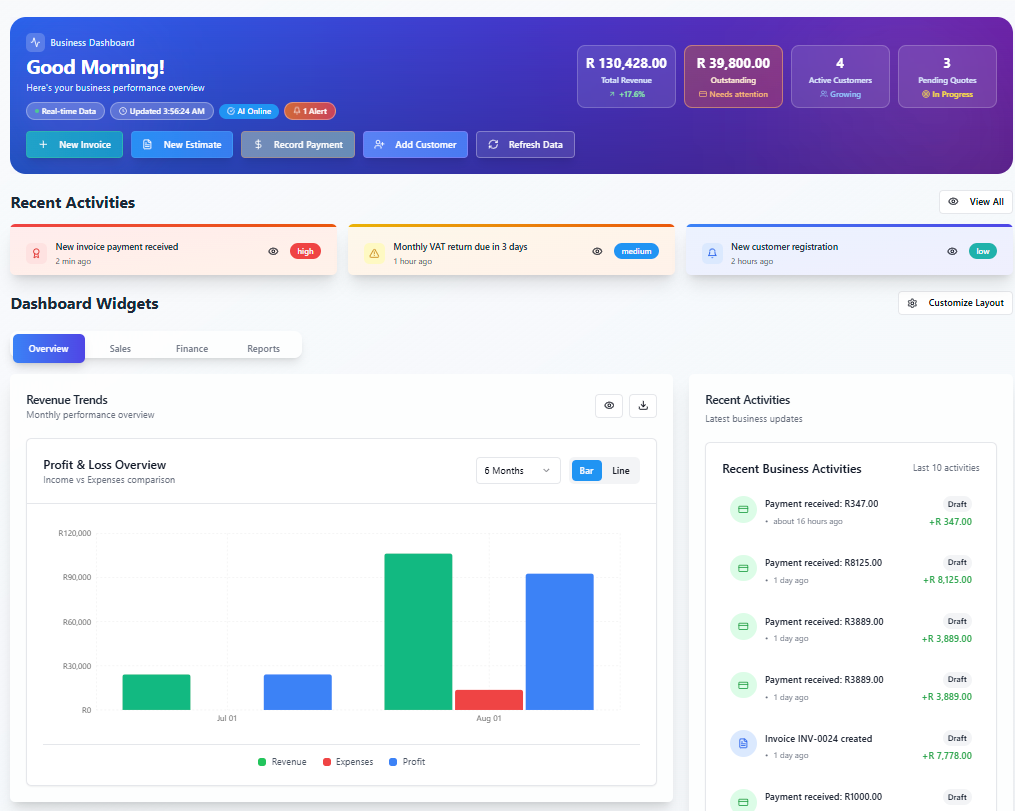 Business Dashboard
Good Morning!
Here's your business performance overview
Real-time Data
Updated 3:56:24 AM
AI Online
1 Alert
New Invoice
New Estimate
Record Payment
Add Customer
Refresh Data
R 130,428.00
Total Revenue
+17.6%
R 39,800.00
Outstanding
Needs attention
4
Active Customers
Growing
3
Pending Quotes
In Progress
Recent Activities
View All
New invoice payment received
2 min ago
high
Monthly VAT return due in 3 days
1 hour ago
medium
New customer registration
2 hours ago
low
Dashboard Widgets
Customize Layout
Overview
Sales
Finance
Reports
Revenue Trends
Monthly performance overview
Profit & Loss Overview
Income vs Expenses comparison
6 Months
Bar
Line
R120,000
R90,000
R60,000
R30,000
R0
Jul 01
Aug 01
Revenue
Expenses
Profit
Recent Activities
Latest business updates
Recent Business Activities
Last 10 activities
Payment received: R347.00
Draft
• about 16 hours ago
+R 347.00
Payment received: R8125.00
Draft
• 1 day ago
+R 8,125.00
Payment received: R3889.00
Draft
• 1 day ago
+R 3,889.00
Payment received: R3889.00
Draft
• 1 day ago
+R 3,889.00
Invoice INV-0024 created
Draft
• 1 day ago
+R 7,778.00
Payment received: R1000.00
Draft